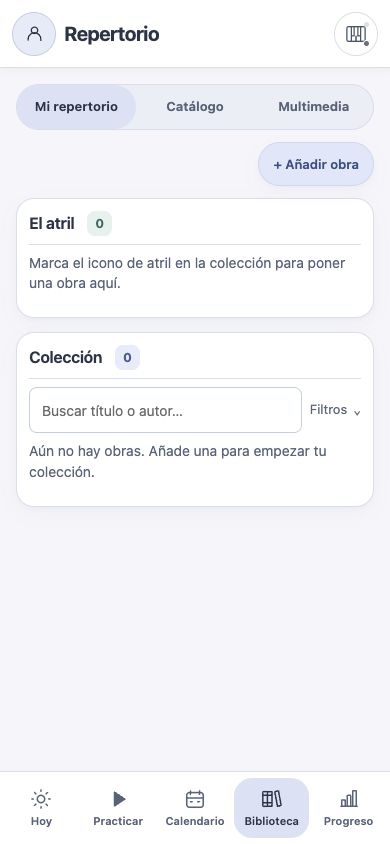 Repertorio
Mi repertorio
Catálogo
Multimedia
+ Añadir obra
El atril
0
Marca el icono de atril en la colección para poner
una obra aquí.
Colección
0
Buscar título o autor...
Filtros
Aún no hay obras. Añade una para empezar tu
colección.
Hoy
Practicar
Calendario
Biblioteca
Progreso